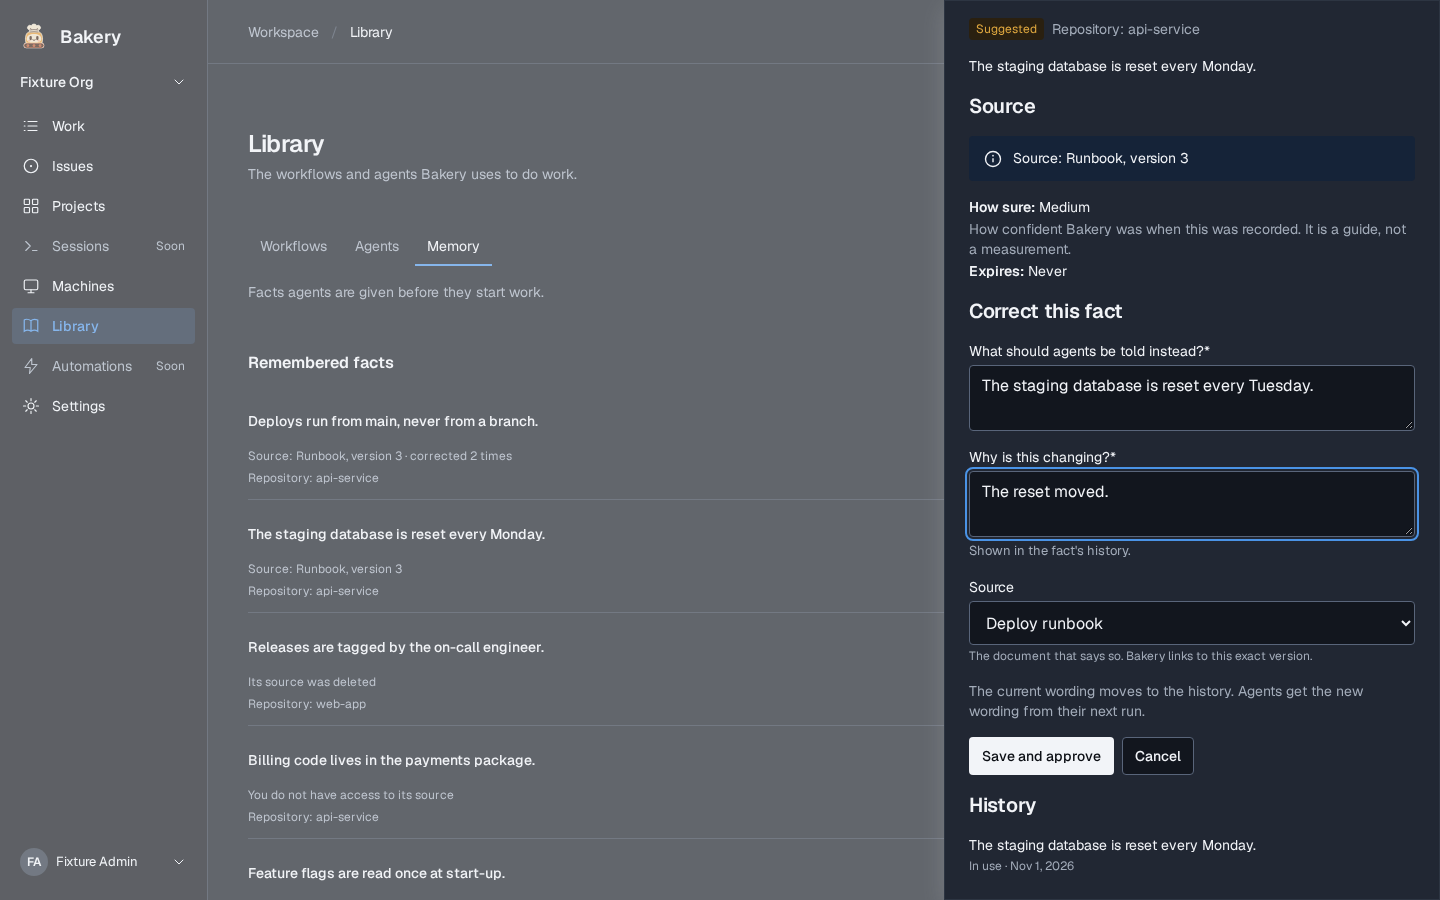 Bakery
Fixture Org
Work
Issues
Projects
Sessions Soon
Machines
Library
Automations Soon
Settings
FA Fixture Admin
Workspace / Library
Library
The workflows and agents Bakery uses to do work.
Workflows Agents Memory
Facts agents are given before they start work.
Remembered facts
Deploys run from main, never from a branch.
Source: Runbook, version 3 · corrected 2 times
Repository: api-service
The staging database is reset every Monday.
Source: Runbook, version 3
Repository: api-service
Releases are tagged by the on-call engineer.
Its source was deleted
Repository: web-app
Billing code lives in the payments package.
You do not have access to its source
Repository: api-service
Feature flags are read once at start-up.
Suggested Repository: api-service
The staging database is reset every Monday.
Source
Source: Runbook, version 3
How sure: Medium
How confident Bakery was when this was recorded. It is a guide, not
a measurement.
Expires: Never
Correct this fact
What should agents be told instead?*
The staging database is reset every Tuesday.
Why is this changing?*
The reset moved.
Shown in the fact's history.
Source
Deploy runbook
The document that says so. Bakery links to this exact version.
The current wording moves to the history. Agents get the new
wording from their next run.
Save and approve Cancel
History
The staging database is reset every Monday.
In use · Nov 1, 2026